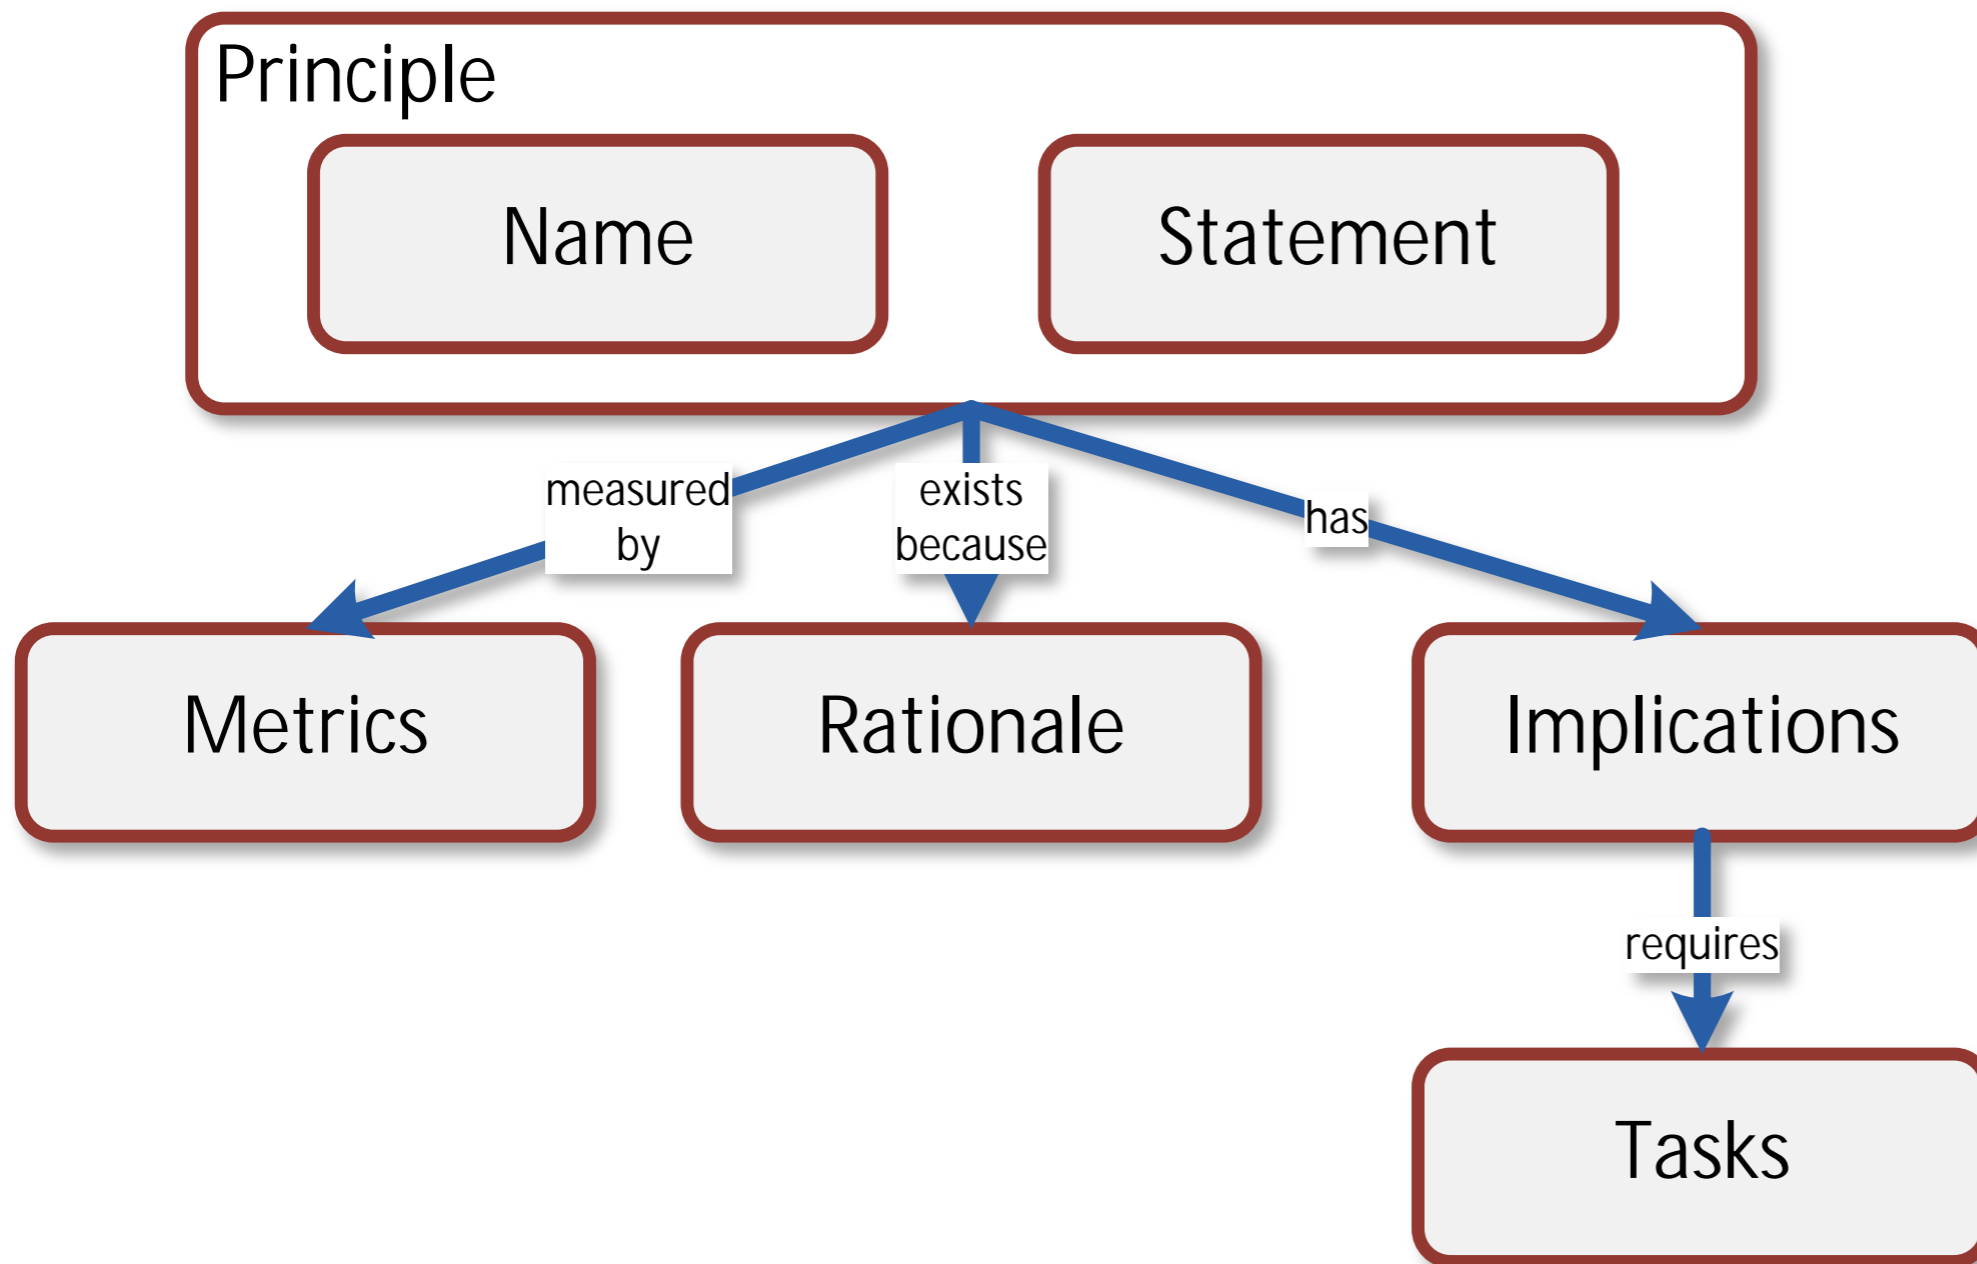 Principle
Name
Statement
measured
by
exists
because
has
Metrics
Rationale
Implications
requires
Tasks